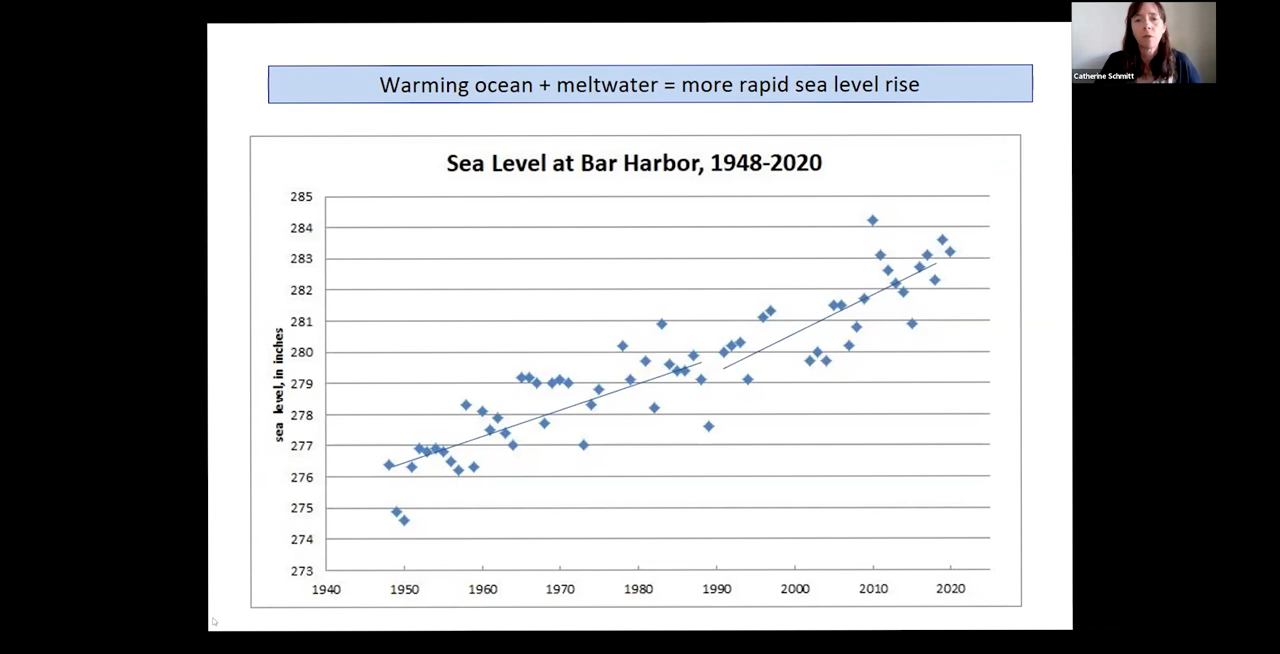 Warming ocean + meltwater = more rapid sea level rise
Catherine Schmitt
Sea Level at Bar Harbor, 1948-2020
sea level, in inches
285
284
283
282
281
280
279
278
277
276
275
274
273
1940 1950 1960 1970 1980 1990 2000 2010 2020